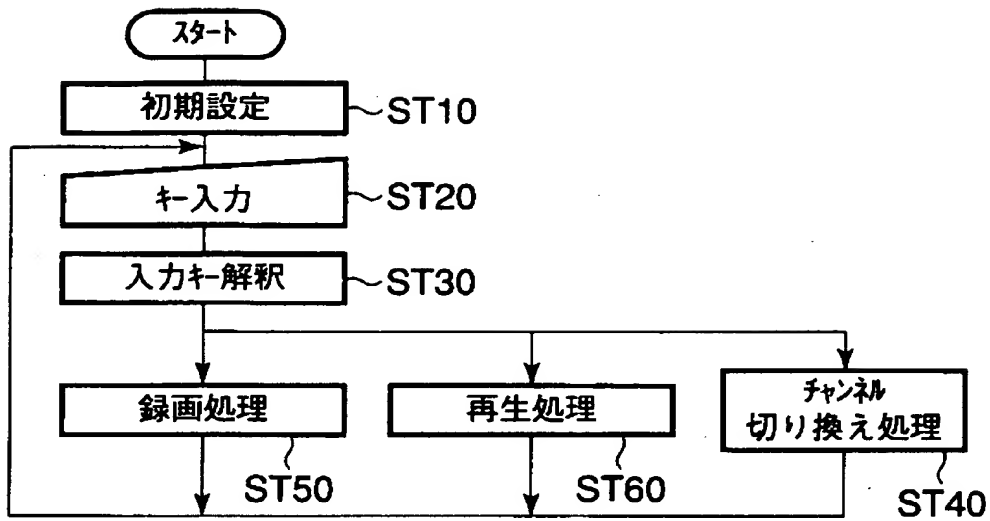 スタート
初期設定
ST10
キー入力
ST20
入力キー解釈
ST30
録画処理
ST50
再生処理
ST60
チャンネル
切り換え処理
ST40